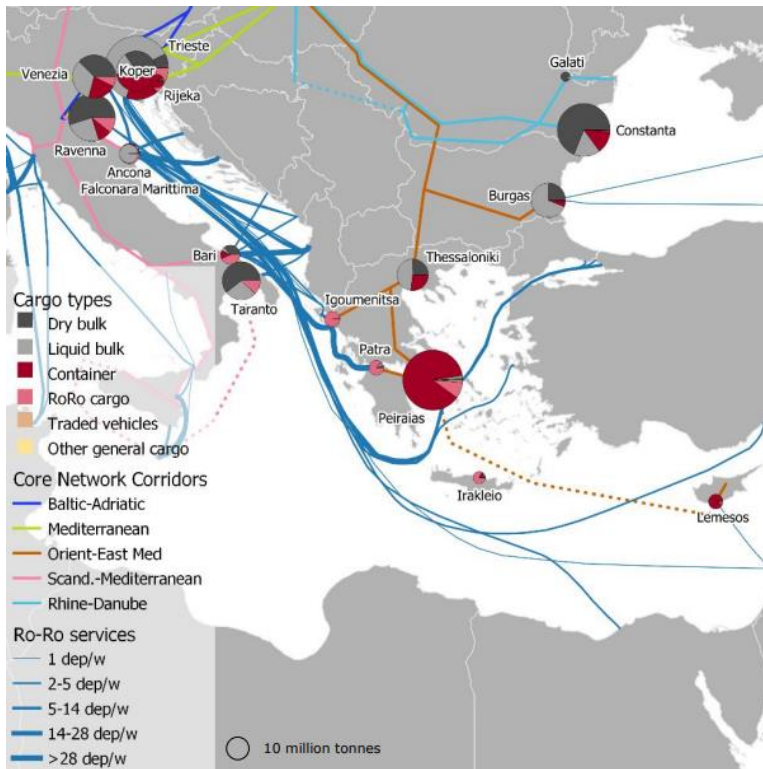 Trieste
Venezia
Koper
Rijeka
Galati
Constanta
Ravenna
Ancona
Falconara Marittima
Burgas
Bari
Thessaloniki
Igoumenitsa
Taranto
Patra
Peiraias
Irakleio
Lemesos
Cargo types
Dry bulk
Liquid bulk
Container
RoRo cargo
Traded vehicles
Other general cargo
Core Network Corridors
Baltic-Adriatic
Mediterranean
Orient-East Med
Scand.-Mediterranean
Rhine-Danube
Ro-Ro services
1 dep/w
2-5 dep/w
5-14 dep/w
14-28 dep/w
>28 dep/w
10 million tonnes